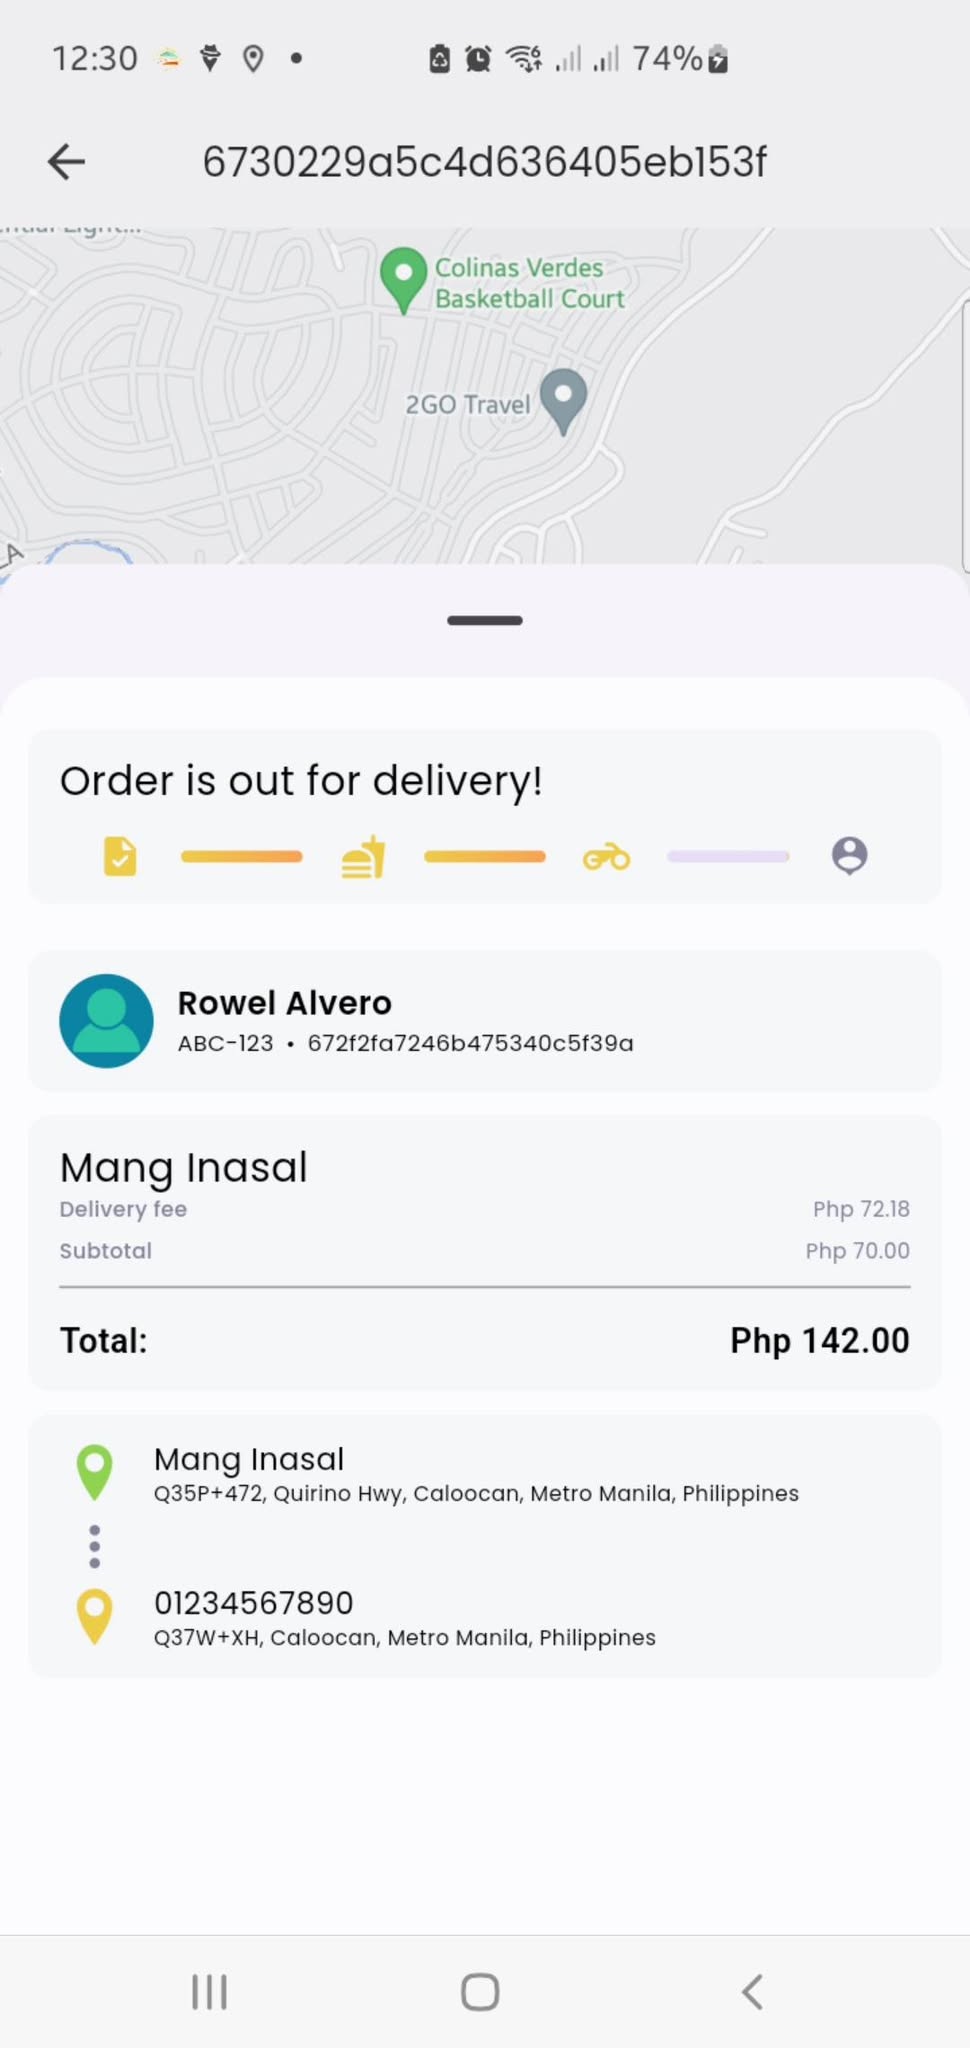 12:30
74%
6730229a5c4d636405eb153f
Colinas Verdes
Basketball Court
2GO Travel
Order is out for delivery!
Rowel Alvero
ABC-123 • 672f2fa7246b475340c5f39a
Mang Inasal
Delivery fee Php 72.18
Subtotal Php 70.00
Total: Php 142.00
Mang Inasal
Q35P+472, Quirino Hwy, Caloocan, Metro Manila, Philippines
01234567890
Q37W+XH, Caloocan, Metro Manila, Philippines